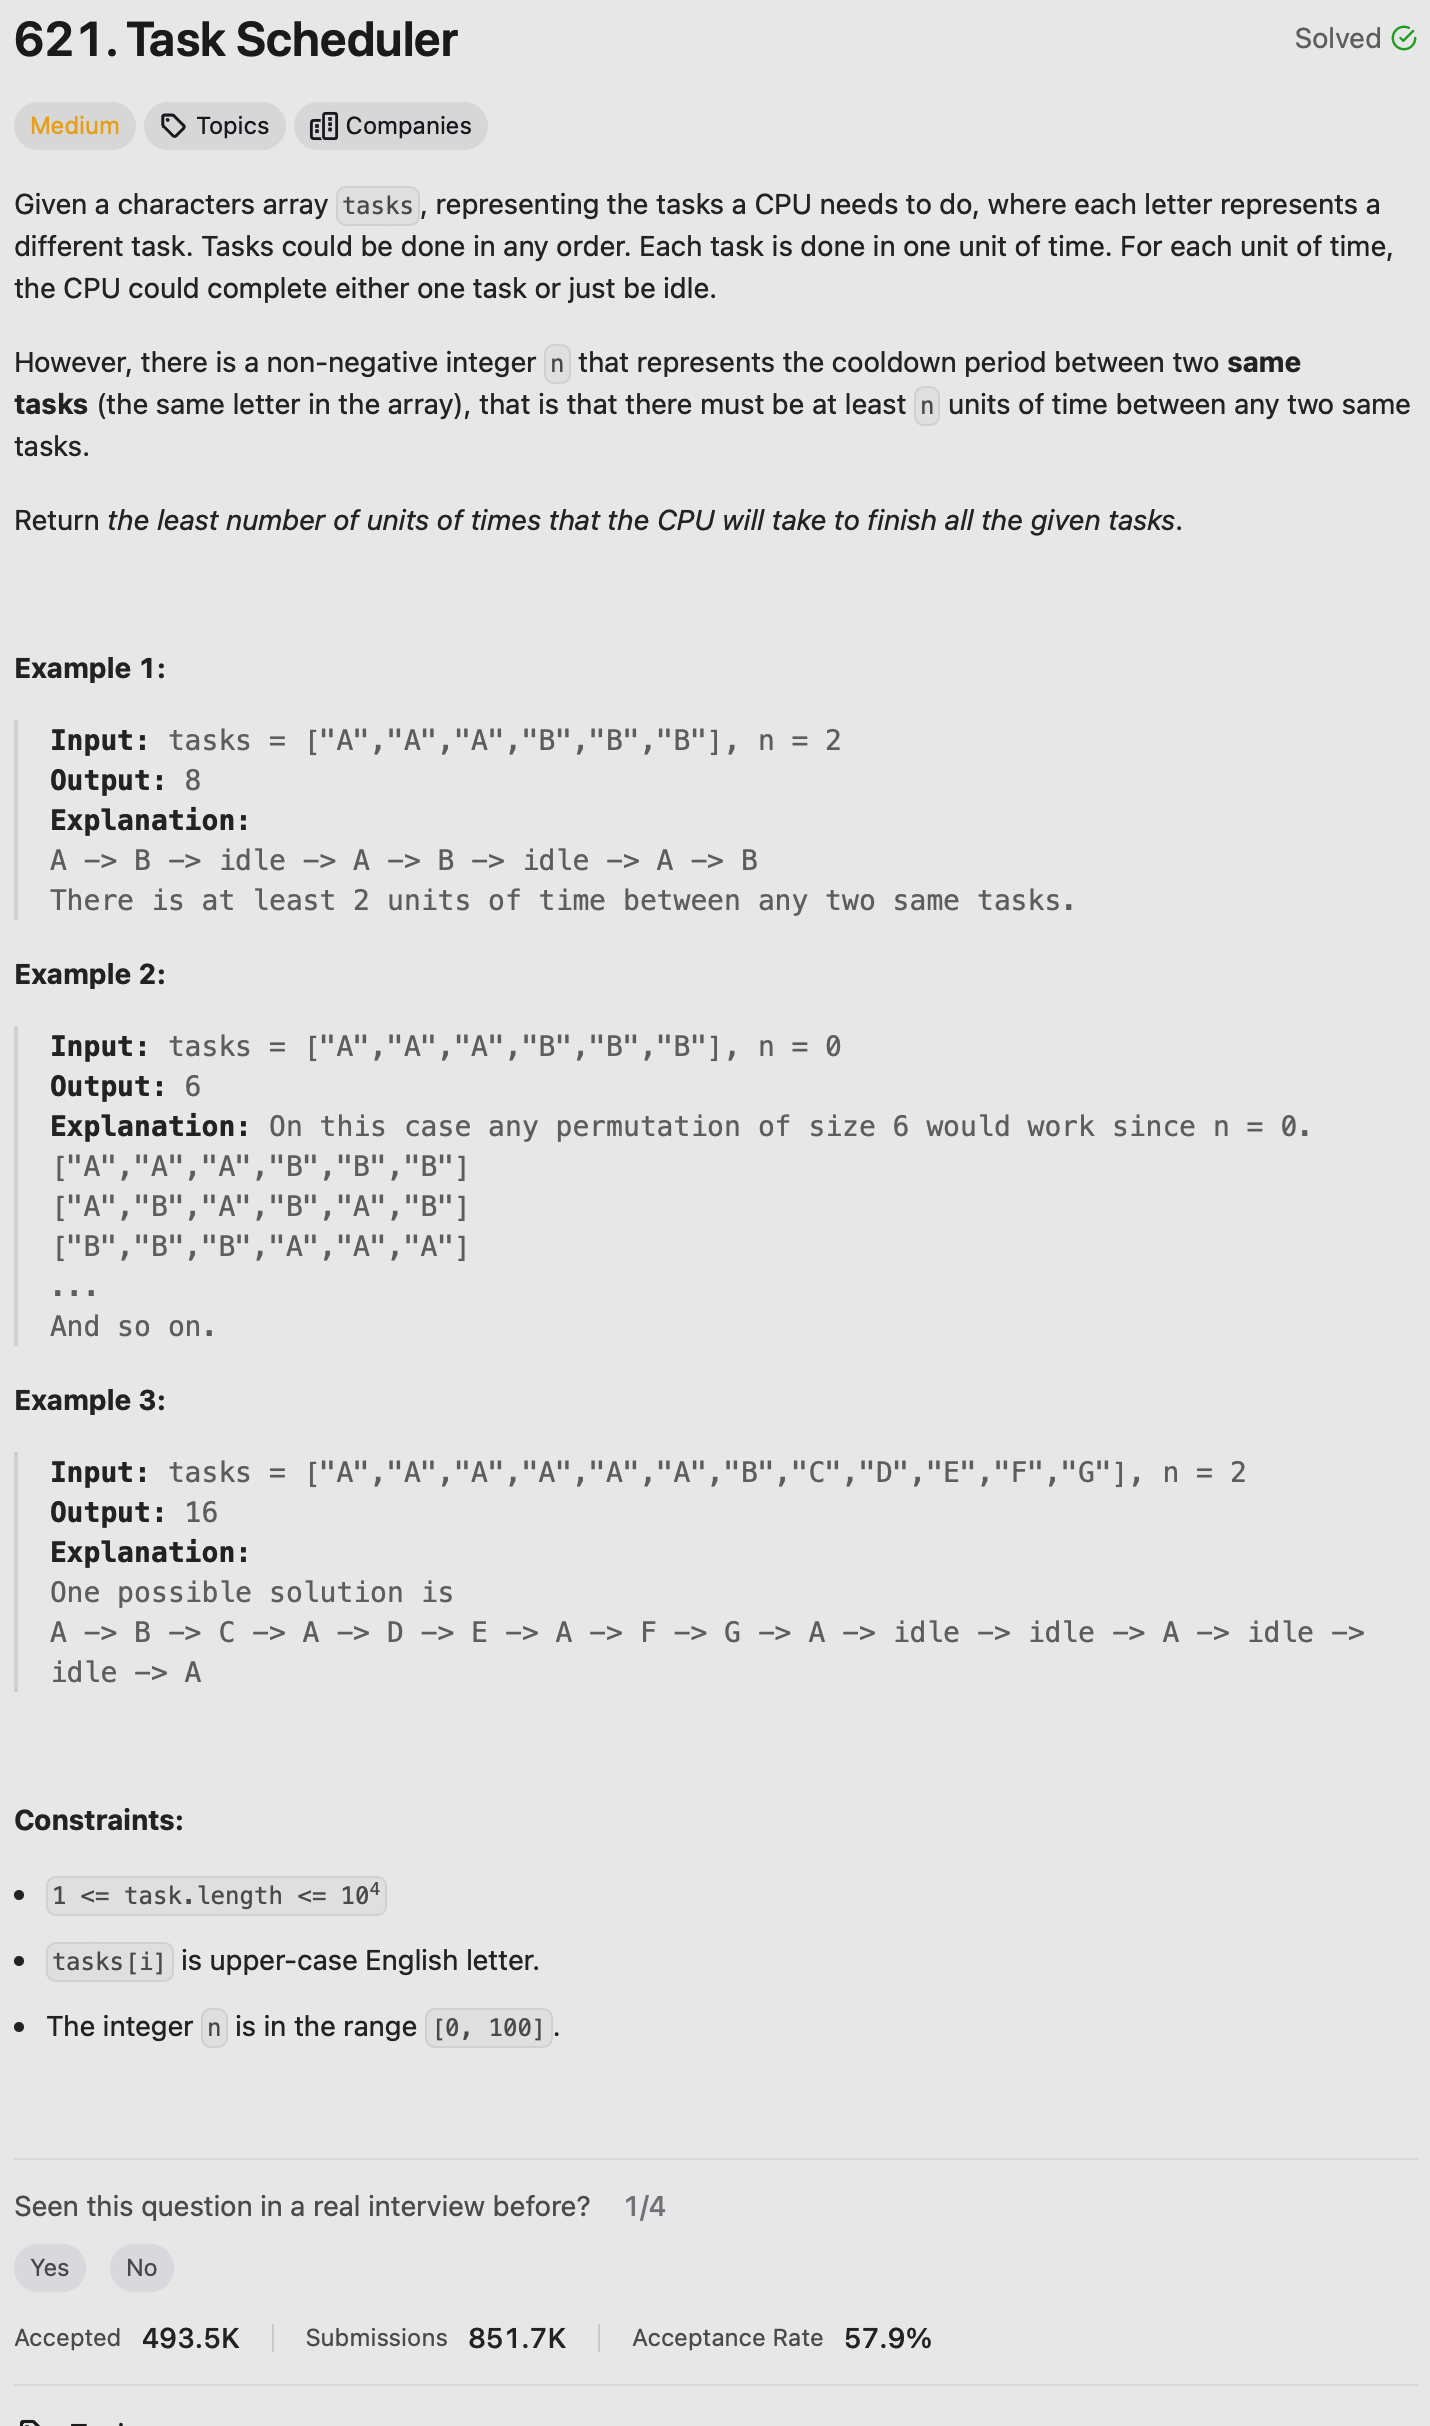 621. Task Scheduler
Solved
Medium
Topics
Companies
Given a characters array tasks, representing the tasks a CPU needs to do, where each letter represents a
different task. Tasks could be done in any order. Each task is done in one unit of time. For each unit of time,
the CPU could complete either one task or just be idle.
However, there is a non-negative integer n that represents the cooldown period between two same
tasks (the same letter in the array), that is that there must be at least n units of time between any two same
tasks.
Return the least number of units of times that the CPU will take to finish all the given tasks.
Example 1:
Input: tasks = ["A","A","A","B","B","B"], n = 2
Output: 8
Explanation:
A -> B -> idle -> A -> B -> idle -> A -> B
There is at least 2 units of time between any two same tasks.
Example 2:
Input: tasks = ["A","A","A","B","B","B"], n = 0
Output: 6
Explanation: On this case any permutation of size 6 would work since n = 0.
["A","A","A","B","B","B"]
["A","B","A","B","A","B"]
["B","B","B","A","A","A"]
...
And so on.
Example 3:
Input: tasks = ["A","A","A","A","A","A","B","C","D","E","F","G"], n = 2
Output: 16
Explanation:
One possible solution is
A -> B -> C -> A -> D -> E -> A -> F -> G -> A -> idle -> idle -> A -> idle ->
idle -> A
Constraints:
• 1 <= task.length <= 10⁴
• tasks[i] is upper-case English letter.
• The integer n is in the range [0, 100].
Seen this question in a real interview before? 1/4
Yes
No
Accepted 493.5K
Submissions 851.7K
Acceptance Rate 57.9%